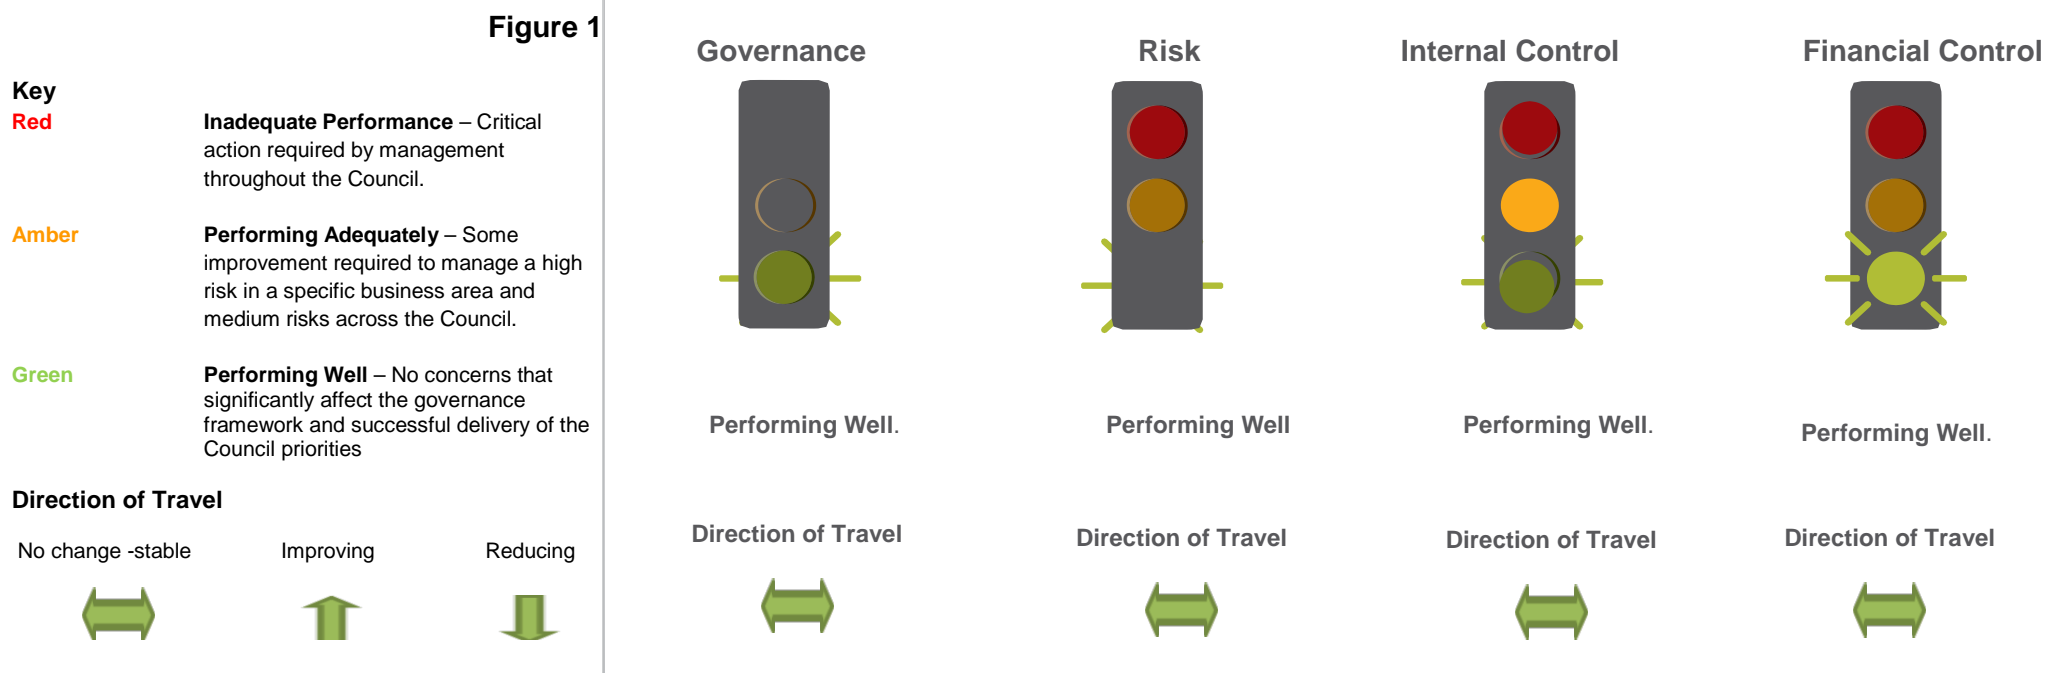 Figure 1
Key
Red
Inadequate Performance – Critical
action required by management
throughout the Council.
Amber
Performing Adequately – Some
improvement required to manage a high
risk in a specific business area and
medium risks across the Council.
Green
Performing Well – No concerns that
significantly affect the governance
framework and successful delivery of the
Council priorities
Direction of Travel
No change -stable
Improving
Reducing
Governance
Risk
Internal Control
Financial Control
Performing Well.
Performing Well
Performing Well.
Performing Well.
Direction of Travel
Direction of Travel
Direction of Travel
Direction of Travel